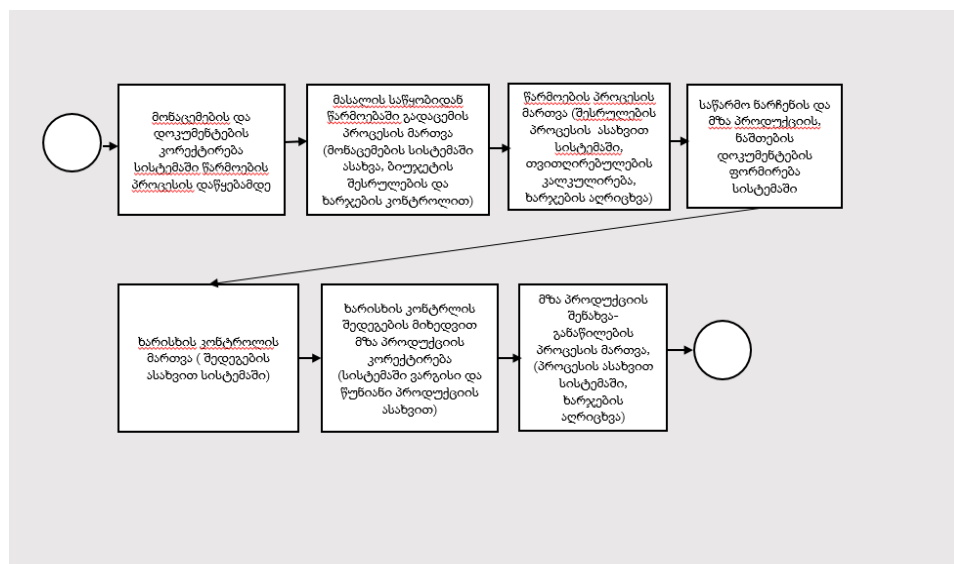 მონაცემების და
დოკუმენტების
კორექტირება
სისტემაში წარმოების
პროცესის დაწყებამდე
მასალის საწყობიდან
წარმოებაში გადაცემის
პროცესის მართვა
(მონაცემების სისტემაში
ასახვა, ბიუჯეტის
შესრულების და
ხარჯების კონტროლით)
წარმოების პროცესის
მართვა (შესრულების
პროცესის ასახვით
სისტემაში,
თვითღირებულების
კალკულირება,
ხარჯების აღრიცხვა)
საწარმო ნარჩენის და
მზა პროდუქციის,
ნაშთების
დოკუმენტების
ფორმირება
სისტემაში
ხარისხის კონტროლის
მართვა ( შედეგების
ასახვით სისტემაში)
ხარისხის კონტრლის
შედეგების მიხედვით
მზა პროდუქციის
კორექტირება
(სისტემაში ვარგისი და
წუნიანი პროდუქციის
ასახვით)
მზა პროდუქციის
შენახვა-
განაწილების
პროცესის მართვა,
(პროცესის ასახვით
სისტემაში,
ხარჯების
აღრიცხვა)